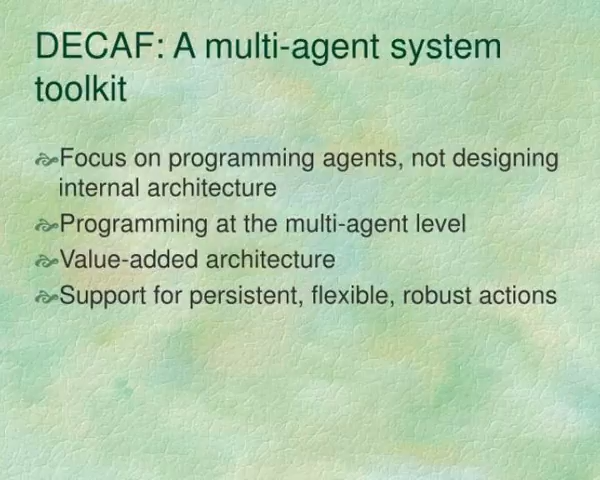 DECAF: A multi-agent system
toolkit
Focus on programming agents, not designing
internal architecture
Programming at the multi-agent level
Value-added architecture
Support for persistent, flexible, robust actions